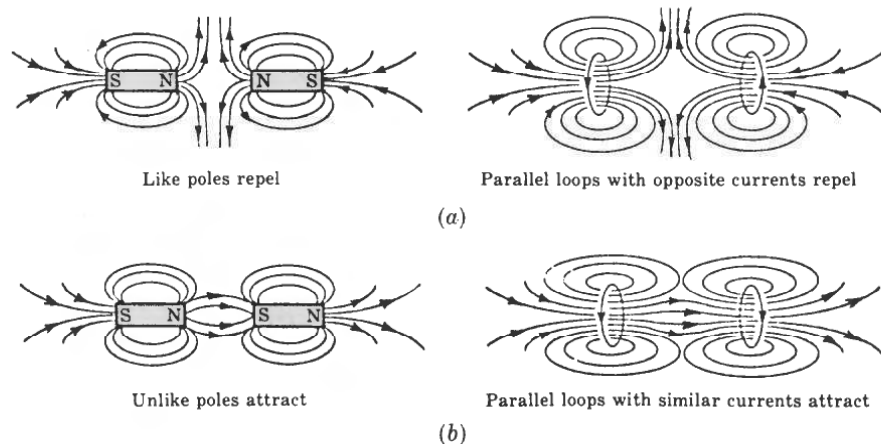 S N N S
Like poles repel
Parallel loops with opposite currents repel
(a)
S N S N
Unlike poles attract
Parallel loops with similar currents attract
(b)